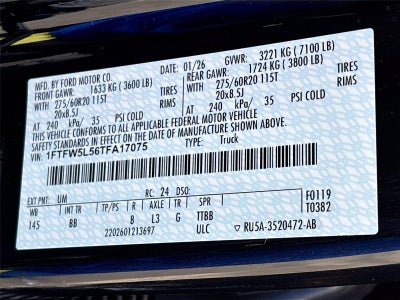 MFD. BY FORD MOTOR CO.
DATE: 01/26 GVWR: 3221 KG (7100 LB)
FRONT GAWR: 1633 KG (3600 LB) REAR GAWR: 1724 KG (3800 LB)
WITH 275/60R20 115T WITH 275/60R20 115T
20x8.5J 20x8.5J
AT 240 kPa/ 35 PSI COLD AT 240 kPa/ 35 PSI COLD
THIS VEHICLE CONFORMS TO ALL APPLICABLE FEDERAL MOTOR VEHICLE
SAFETY STANDARDS IN EFFECT ON THE DATE OF MANUFACTURE SHOWN ABOVE.
VIN: 1FTFW5L56TFA17075 TYPE: Truck
EXT PNT: UM RC: 24 DSO: F0119
WB INT TR TP/PS R AXLE TR SPR T0382
145 BB 8 L3 G TTBB
2202601213697 ULC RU5A-3520472-AB